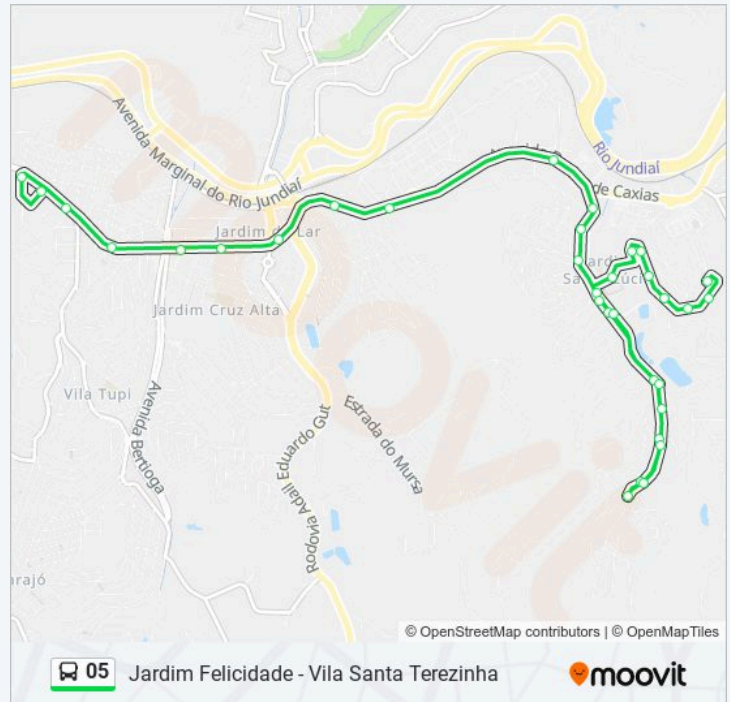 Avenida Marginal do Rio Jundiaí
Rio Jundiaí
de Caxias
Jardim do Lar
Jardim Cruz Alta
Vila Tupi
Avenida Bertioga
Estrada do Mursa
Rodovia Adail Eduardo Gut
© OpenStreetMap contributors | © OpenMapTiles
05 Jardim Felicidade - Vila Santa Terezinha
moovit